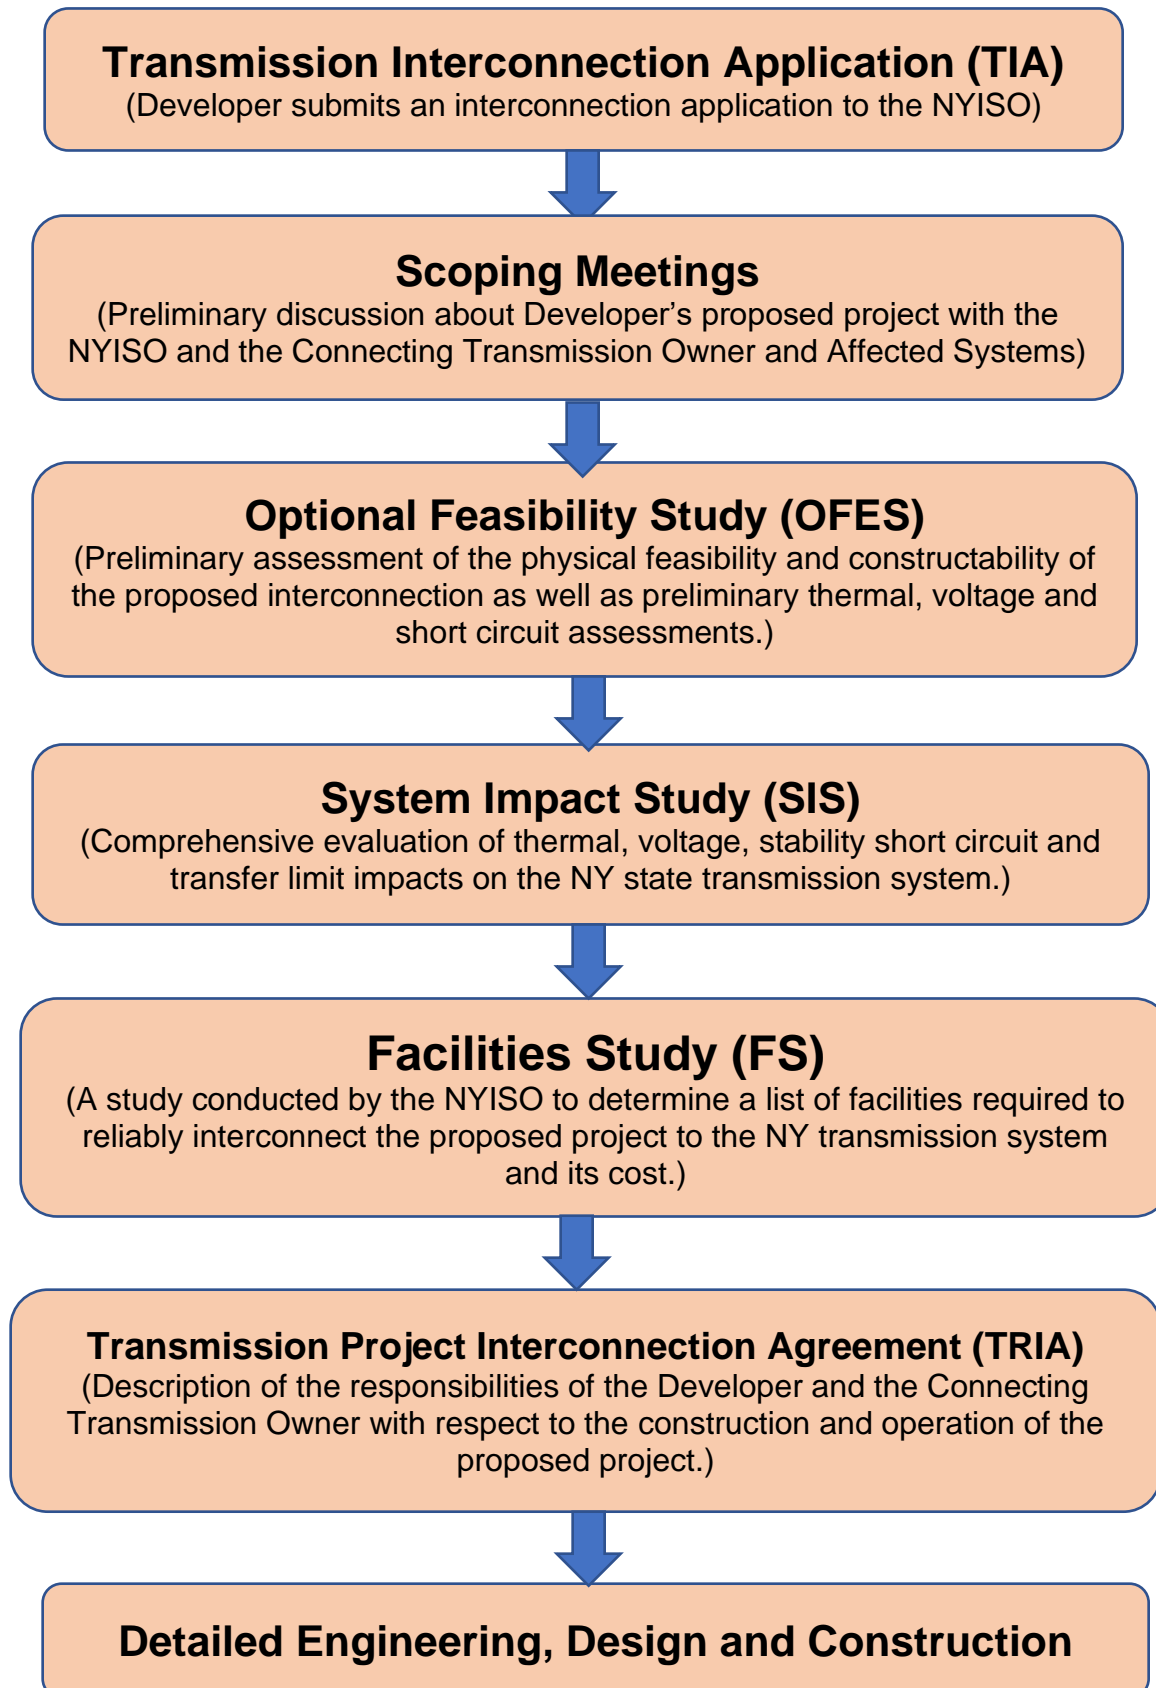 Transmission Interconnection Application (TIA)
(Developer submits an interconnection application to the NYISO)
Scoping Meetings
(Preliminary discussion about Developer’s proposed project with the
NYISO and the Connecting Transmission Owner and Affected Systems)
Optional Feasibility Study (OFES)
(Preliminary assessment of the physical feasibility and constructability of
the proposed interconnection as well as preliminary thermal, voltage and
short circuit assessments.)
System Impact Study (SIS)
(Comprehensive evaluation of thermal, voltage, stability short circuit and
transfer limit impacts on the NY state transmission system.)
Facilities Study (FS)
(A study conducted by the NYISO to determine a list of facilities required to
reliably interconnect the proposed project to the NY transmission system
and its cost.)
Transmission Project Interconnection Agreement (TRIA)
(Description of the responsibilities of the Developer and the Connecting
Transmission Owner with respect to the construction and operation of the
proposed project.)
Detailed Engineering, Design and Construction